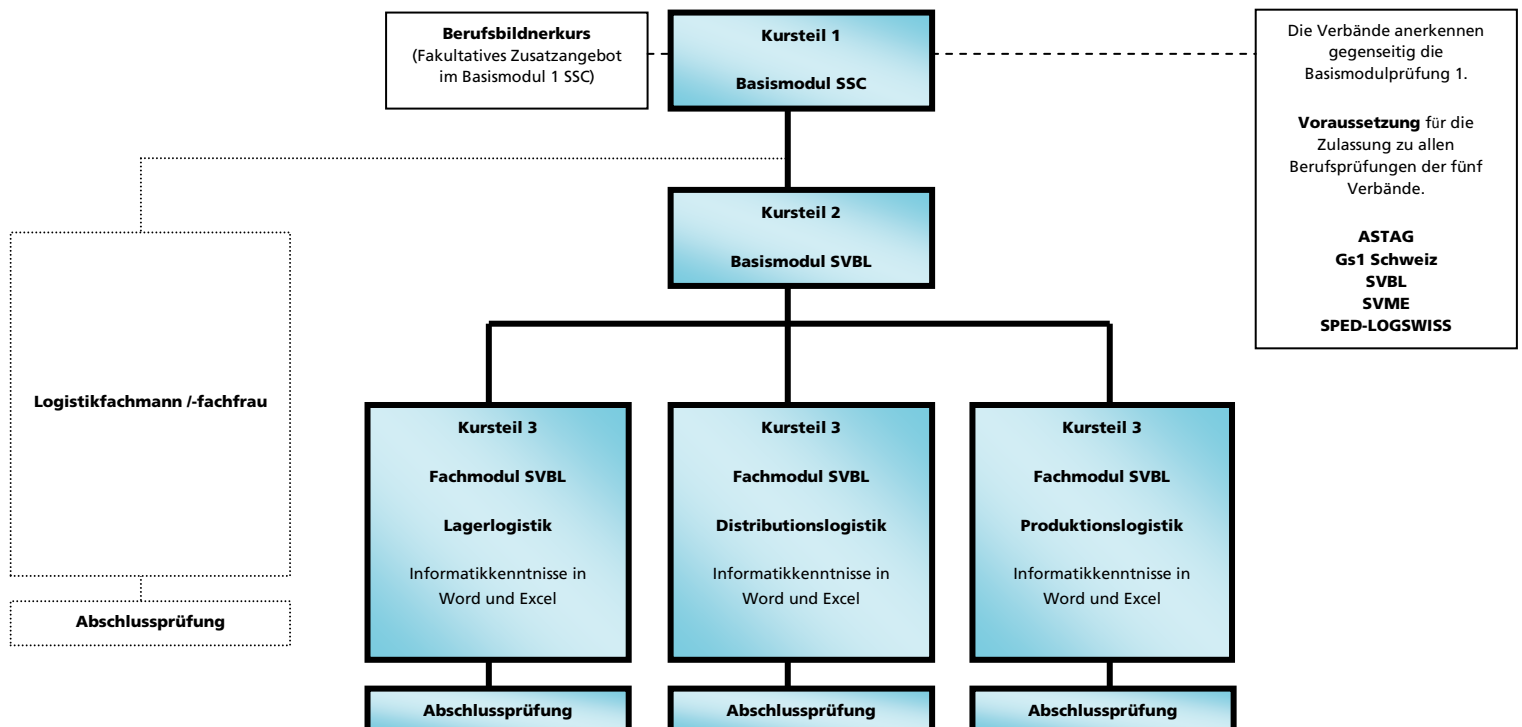 Berufsbildnerkurs
(Fakultatives Zusatzangebot
im Basismodul 1 SSC)
Kursteil 1
Basismodul SSC
Die Verbände anerkennen
gegenseitig die
Basismodulprüfung 1.
Voraussetzung für die
Zulassung zu allen
Berufsprüfungen der fünf
Verbände.
ASTAG
Gs1 Schweiz
SVBL
SVME
SPED-LOGSWISS
Kursteil 2
Basismodul SVBL
Logistikfachmann /-fachfrau
Abschlussprüfung
Kursteil 3
Fachmodul SVBL
Lagerlogistik
Informatikkenntnisse in
Word und Excel
Abschlussprüfung
Kursteil 3
Fachmodul SVBL
Distributionslogistik
Informatikkenntnisse in
Word und Excel
Abschlussprüfung
Kursteil 3
Fachmodul SVBL
Produktionslogistik
Informatikkenntnisse in
Word und Excel
Abschlussprüfung